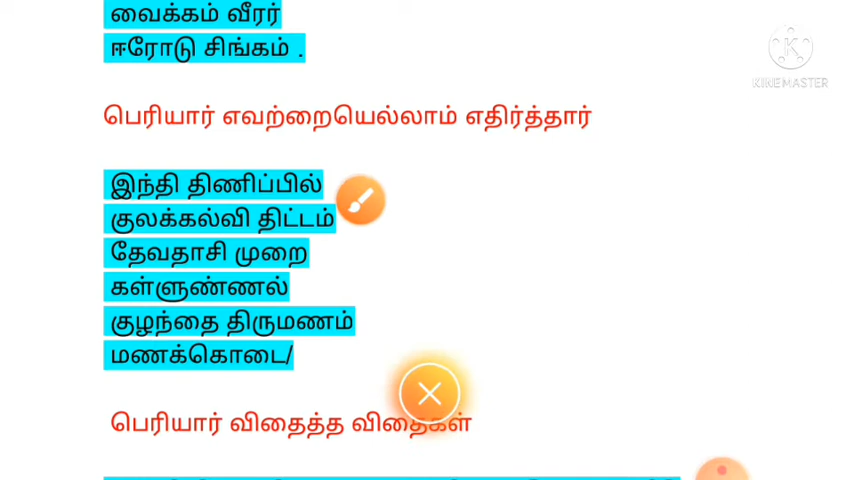 வைக்கம் வீரர்
ஈரோடு சிங்கம் .
KINEMASTER
பெரியார் எவற்றையெல்லாம் எதிர்த்தார்
இந்தி திணிப்பில்
குலக்கல்வி திட்டம்
தேவதாசி முறை
கள்ளுண்ணல்
குழந்தை திருமணம்
மணக்கொடை/
பெரியார் விதைத்த விதைகள்